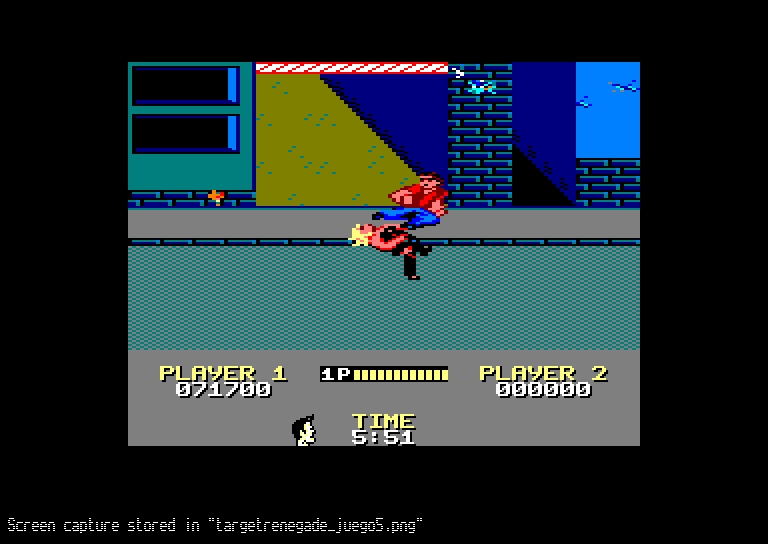 PLAYER 1 1P PLAYER 2
071700 000000
TIME
5:51
Screen capture stored in "targetrenegade_juego5.png"